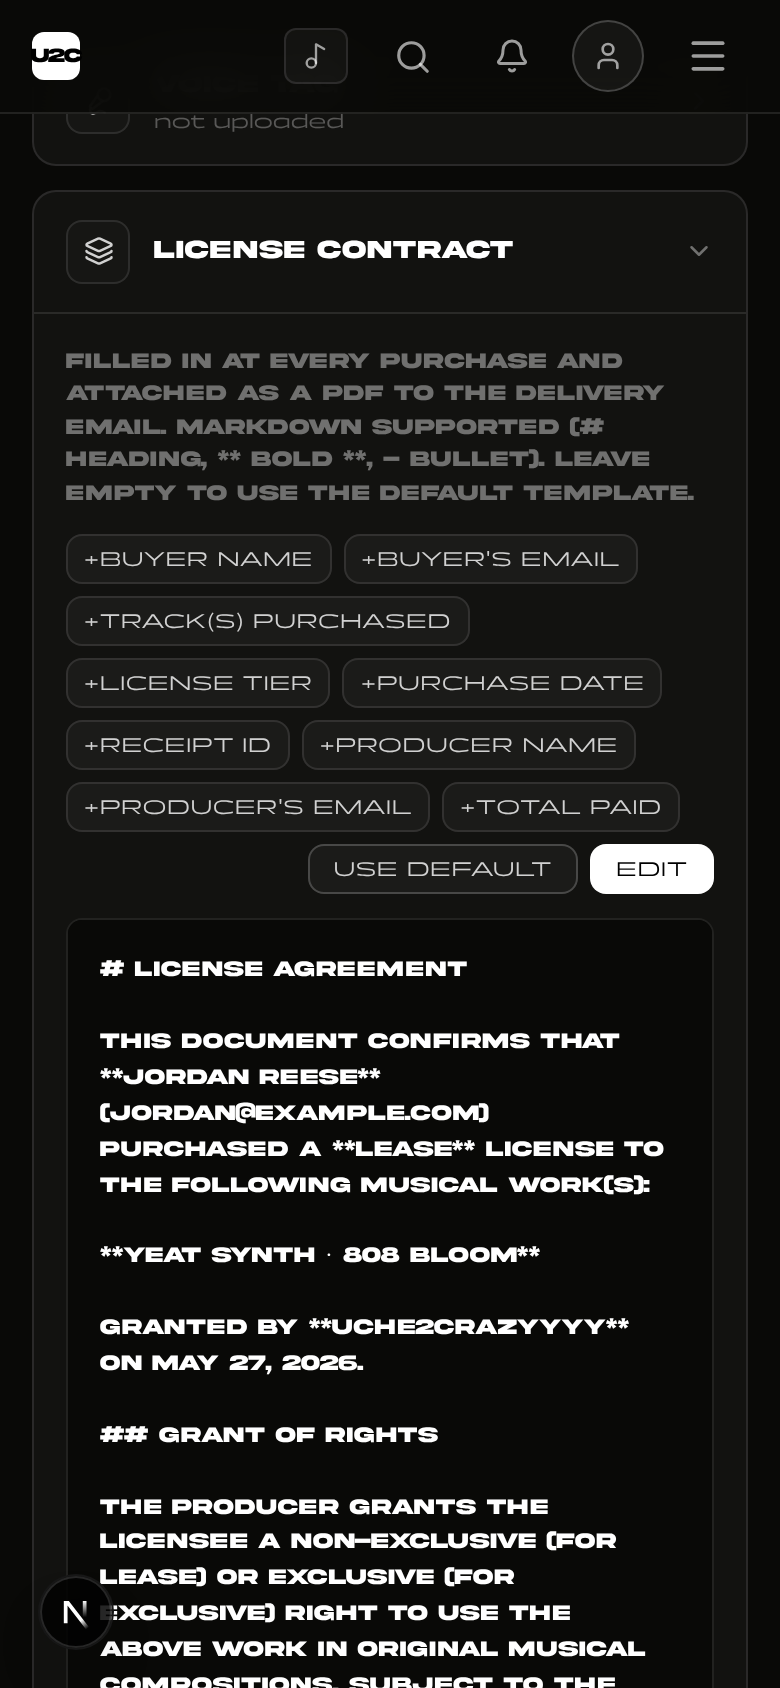 U2C
not uploaded
LICENSE CONTRACT
FILLED IN AT EVERY PURCHASE AND
ATTACHED AS A PDF TO THE DELIVERY
EMAIL. MARKDOWN SUPPORTED (#
HEADING, ** BOLD **, – BULLET). LEAVE
EMPTY TO USE THE DEFAULT TEMPLATE.
+BUYER NAME
+BUYER'S EMAIL
+TRACK(S) PURCHASED
+LICENSE TIER
+PURCHASE DATE
+RECEIPT ID
+PRODUCER NAME
+PRODUCER'S EMAIL
+TOTAL PAID
USE DEFAULT
EDIT
# LICENSE AGREEMENT
THIS DOCUMENT CONFIRMS THAT
**JORDAN REESE**
(JORDAN@EXAMPLE.COM)
PURCHASED A **LEASE** LICENSE TO
THE FOLLOWING MUSICAL WORK(S):
**YEAT SYNTH · 808 BLOOM**
GRANTED BY **UCHE2CRAZYYYY**
ON MAY 27, 2026.
## GRANT OF RIGHTS
THE PRODUCER GRANTS THE
LICENSEE A NON–EXCLUSIVE (FOR
LEASE) OR EXCLUSIVE (FOR
EXCLUSIVE) RIGHT TO USE THE
ABOVE WORK IN ORIGINAL MUSICAL
COMPOSITIONS, SUBJECT TO THE
N